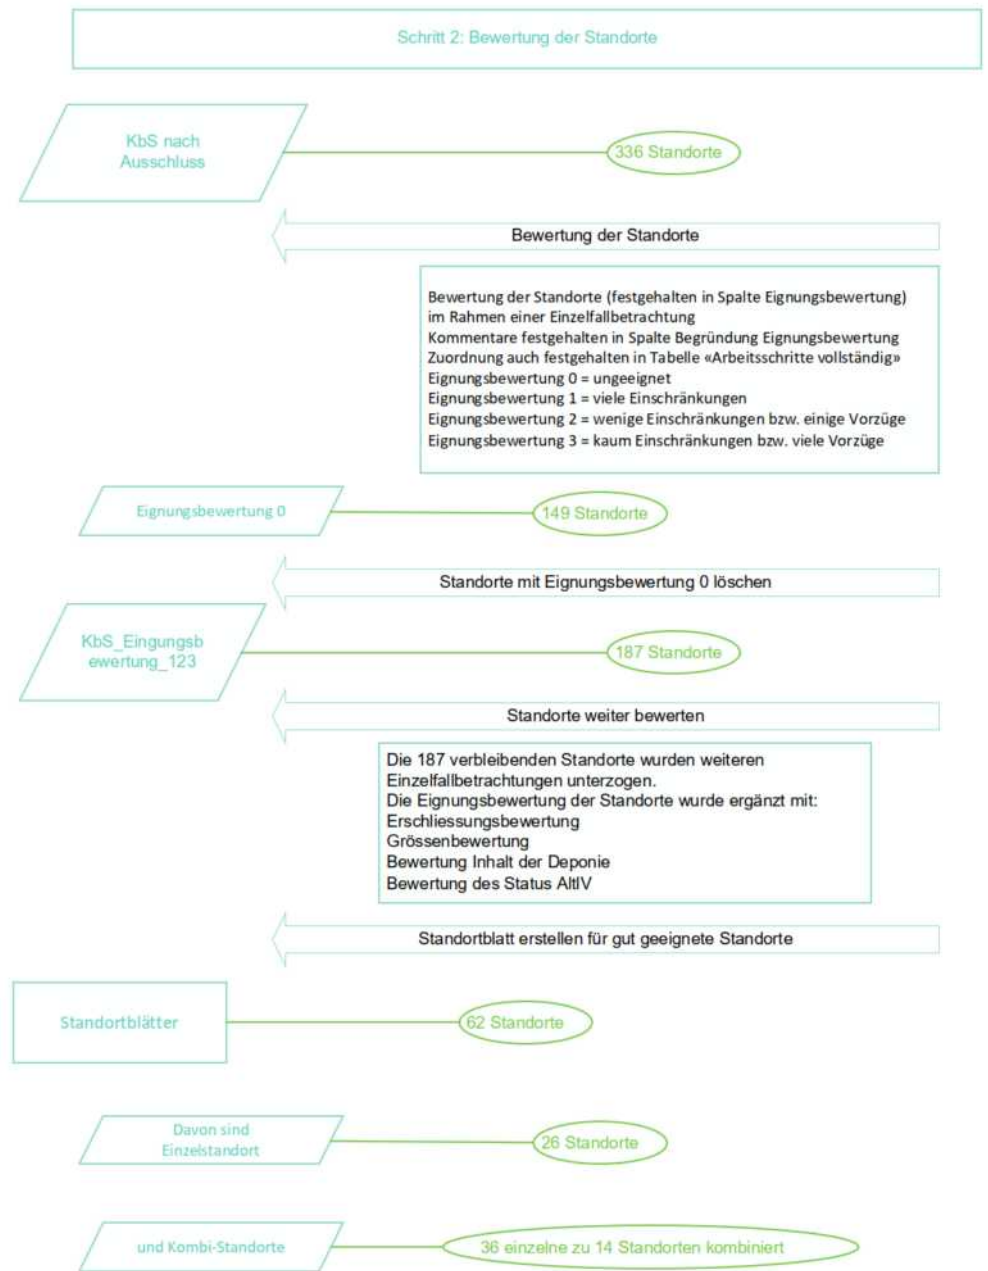 Schritt 2: Bewertung der Standorte
KbS nach
Ausschluss
336 Standorte
Bewertung der Standorte
Bewertung der Standorte (festgehalten in Spalte Eignungsbewertung)
im Rahmen einer Einzelfallbetrachtung
Kommentare festgehalten in Spalte Begründung Eignungsbewertung
Zuordnung auch festgehalten in Tabelle «Arbeitsschritte vollständig»
Eignungsbewertung 0 = ungeeignet
Eignungsbewertung 1 = viele Einschränkungen
Eignungsbewertung 2 = wenige Einschränkungen bzw. einige Vorzüge
Eignungsbewertung 3 = kaum Einschränkungen bzw. viele Vorzüge
Eignungsbewertung 0
149 Standorte
Standorte mit Eignungsbewertung 0 löschen
KbS_Eingungsb
ewertung_123
187 Standorte
Standorte weiter bewerten
Die 187 verbleibenden Standorte wurden weiteren
Einzelfallbetrachtungen unterzogen.
Die Eignungsbewertung der Standorte wurde ergänzt mit:
Erschliessungsbewertung
Grössenbewertung
Bewertung Inhalt der Deponie
Bewertung des Status AltlV
Standortblatt erstellen für gut geeignete Standorte
Standortblätter
62 Standorte
Davon sind
Einzelstandort
26 Standorte
und Kombi-Standorte
36 einzelne zu 14 Standorten kombiniert